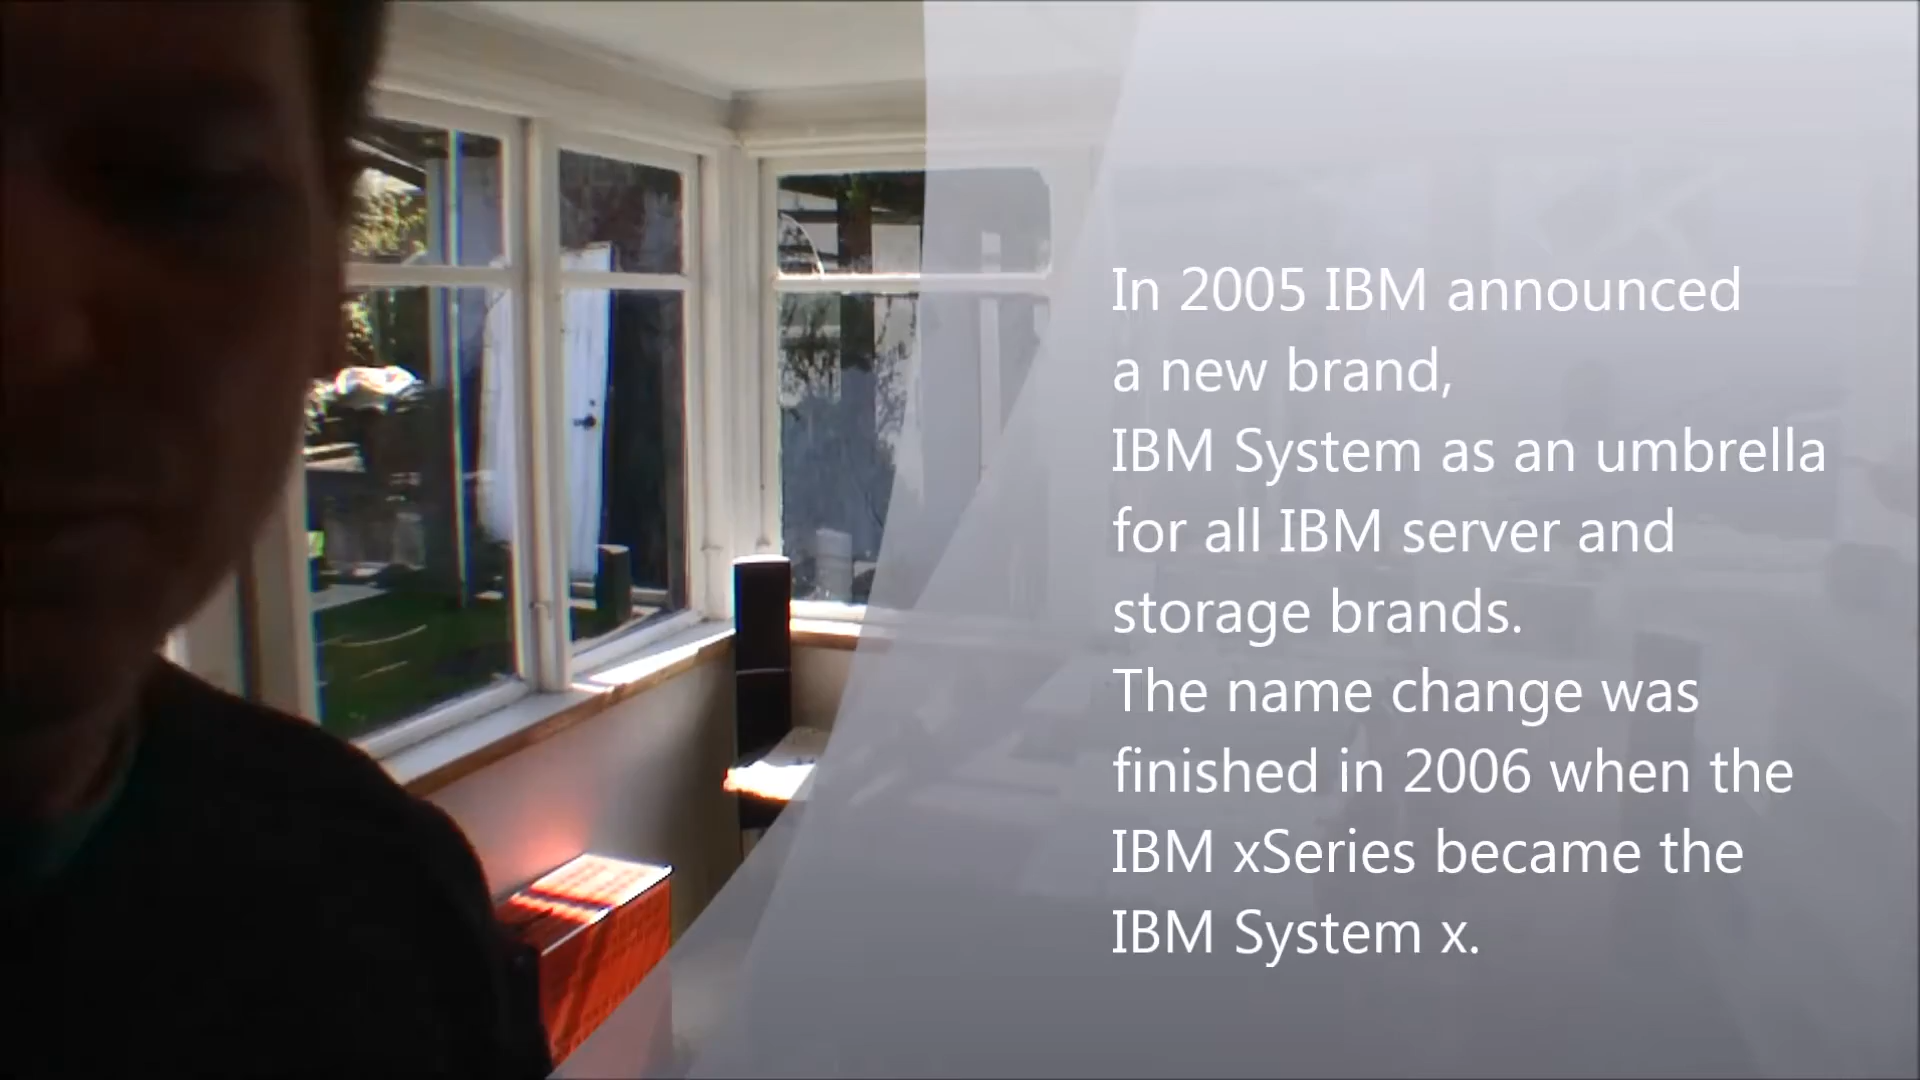 In 2005 IBM announced
a new brand,
IBM System as an umbrella
for all IBM server and
storage brands.
The name change was
finished in 2006 when the
IBM xSeries became the
IBM System x.